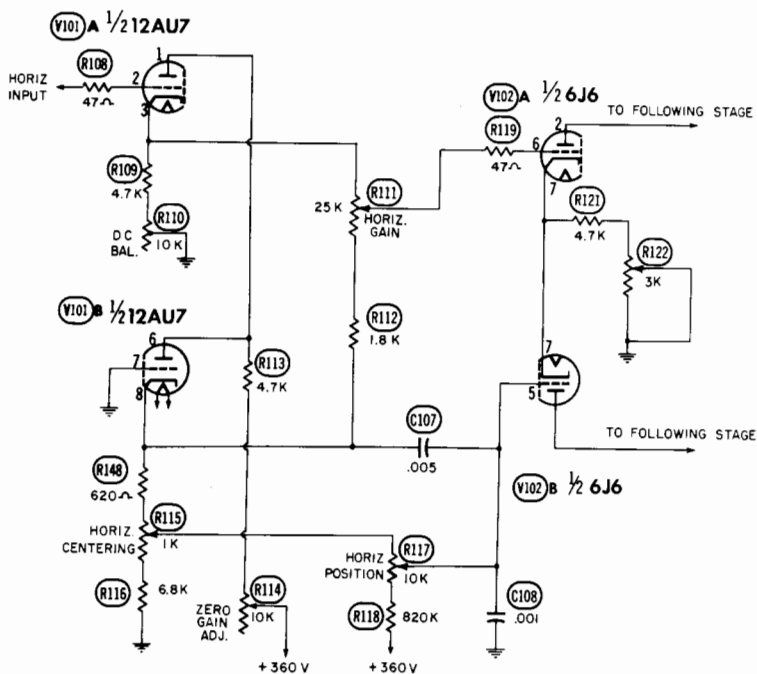 V101 A 1/2 12AU7
R108
HORIZ
INPUT
47Ω
1
2
3
R109
4.7K
R110
10K
DC
BAL.
R111
25K
HORIZ.
GAIN
R112
1.8K
V102 A 1/2 6J6
R119
47Ω
2
6
7
TO FOLLOWING STAGE
R121
4.7K
R122
3K
V101 B 1/2 12AU7
6
7
8
R113
4.7K
C107
.005
7
5
TO FOLLOWING STAGE
V102 B 1/2 6J6
R148
620Ω
R115
HORIZ.
CENTERING
1K
R116
6.8K
R114
ZERO
GAIN
ADJ.
10K
+360V
HORIZ
POSITION
R117
10K
R118
820K
+360V
C108
.001